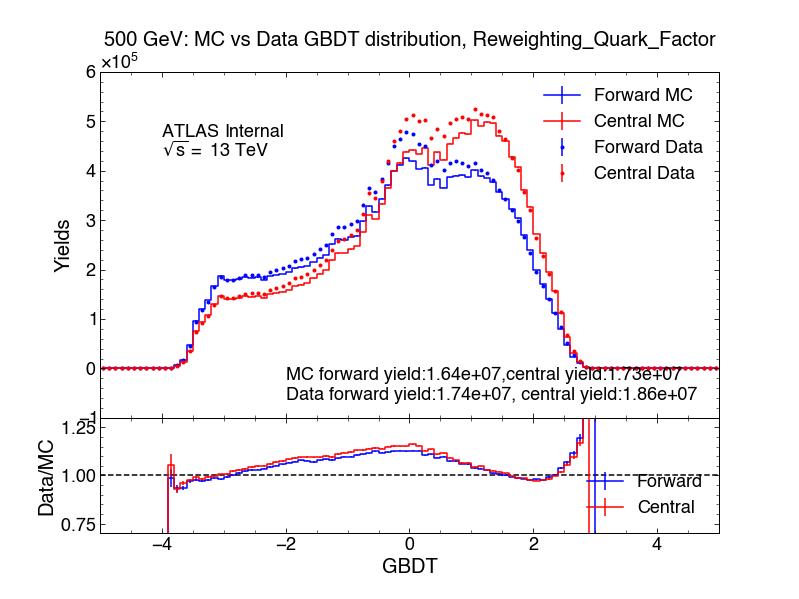 500 GeV: MC vs Data GBDT distribution, Reweighting_Quark_Factor
×10⁵
6
5
4
3
2
1
0
−1
Yields
ATLAS Internal
√s = 13 TeV
Forward MC
Central MC
Forward Data
Central Data
MC forward yield:1.64e+07,central yield:1.73e+07
Data forward yield:1.74e+07, central yield:1.86e+07
1.25
1.00
0.75
Data/MC
Forward
Central
−4 −2 0 2 4
GBDT